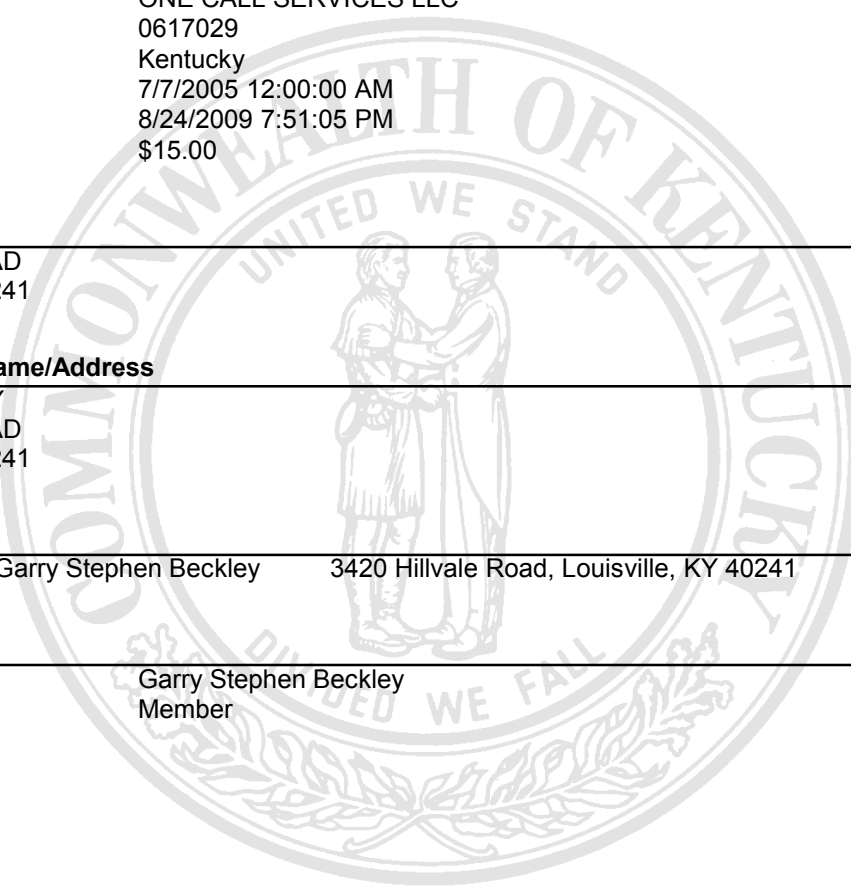 ONE CALL SERVICES LLC
0617029
Kentucky
7/7/2005 12:00:00 AM
8/24/2009 7:51:05 PM
$15.00
AD
241
ame/Address
Y
AD
241
Garry Stephen Beckley 3420 Hillvale Road, Louisville, KY 40241
Garry Stephen Beckley
Member
COMMONWEALTH OF KENTUCKY
UNITED WE STAND
DIVIDED WE FALL